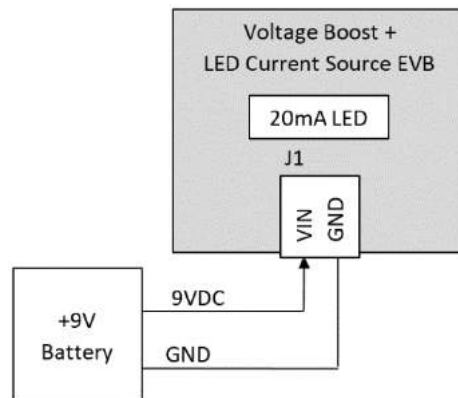 Voltage Boost +
LED Current Source EVB
20mA LED
J1
VIN
GND
9VDC
+9V
Battery
GND